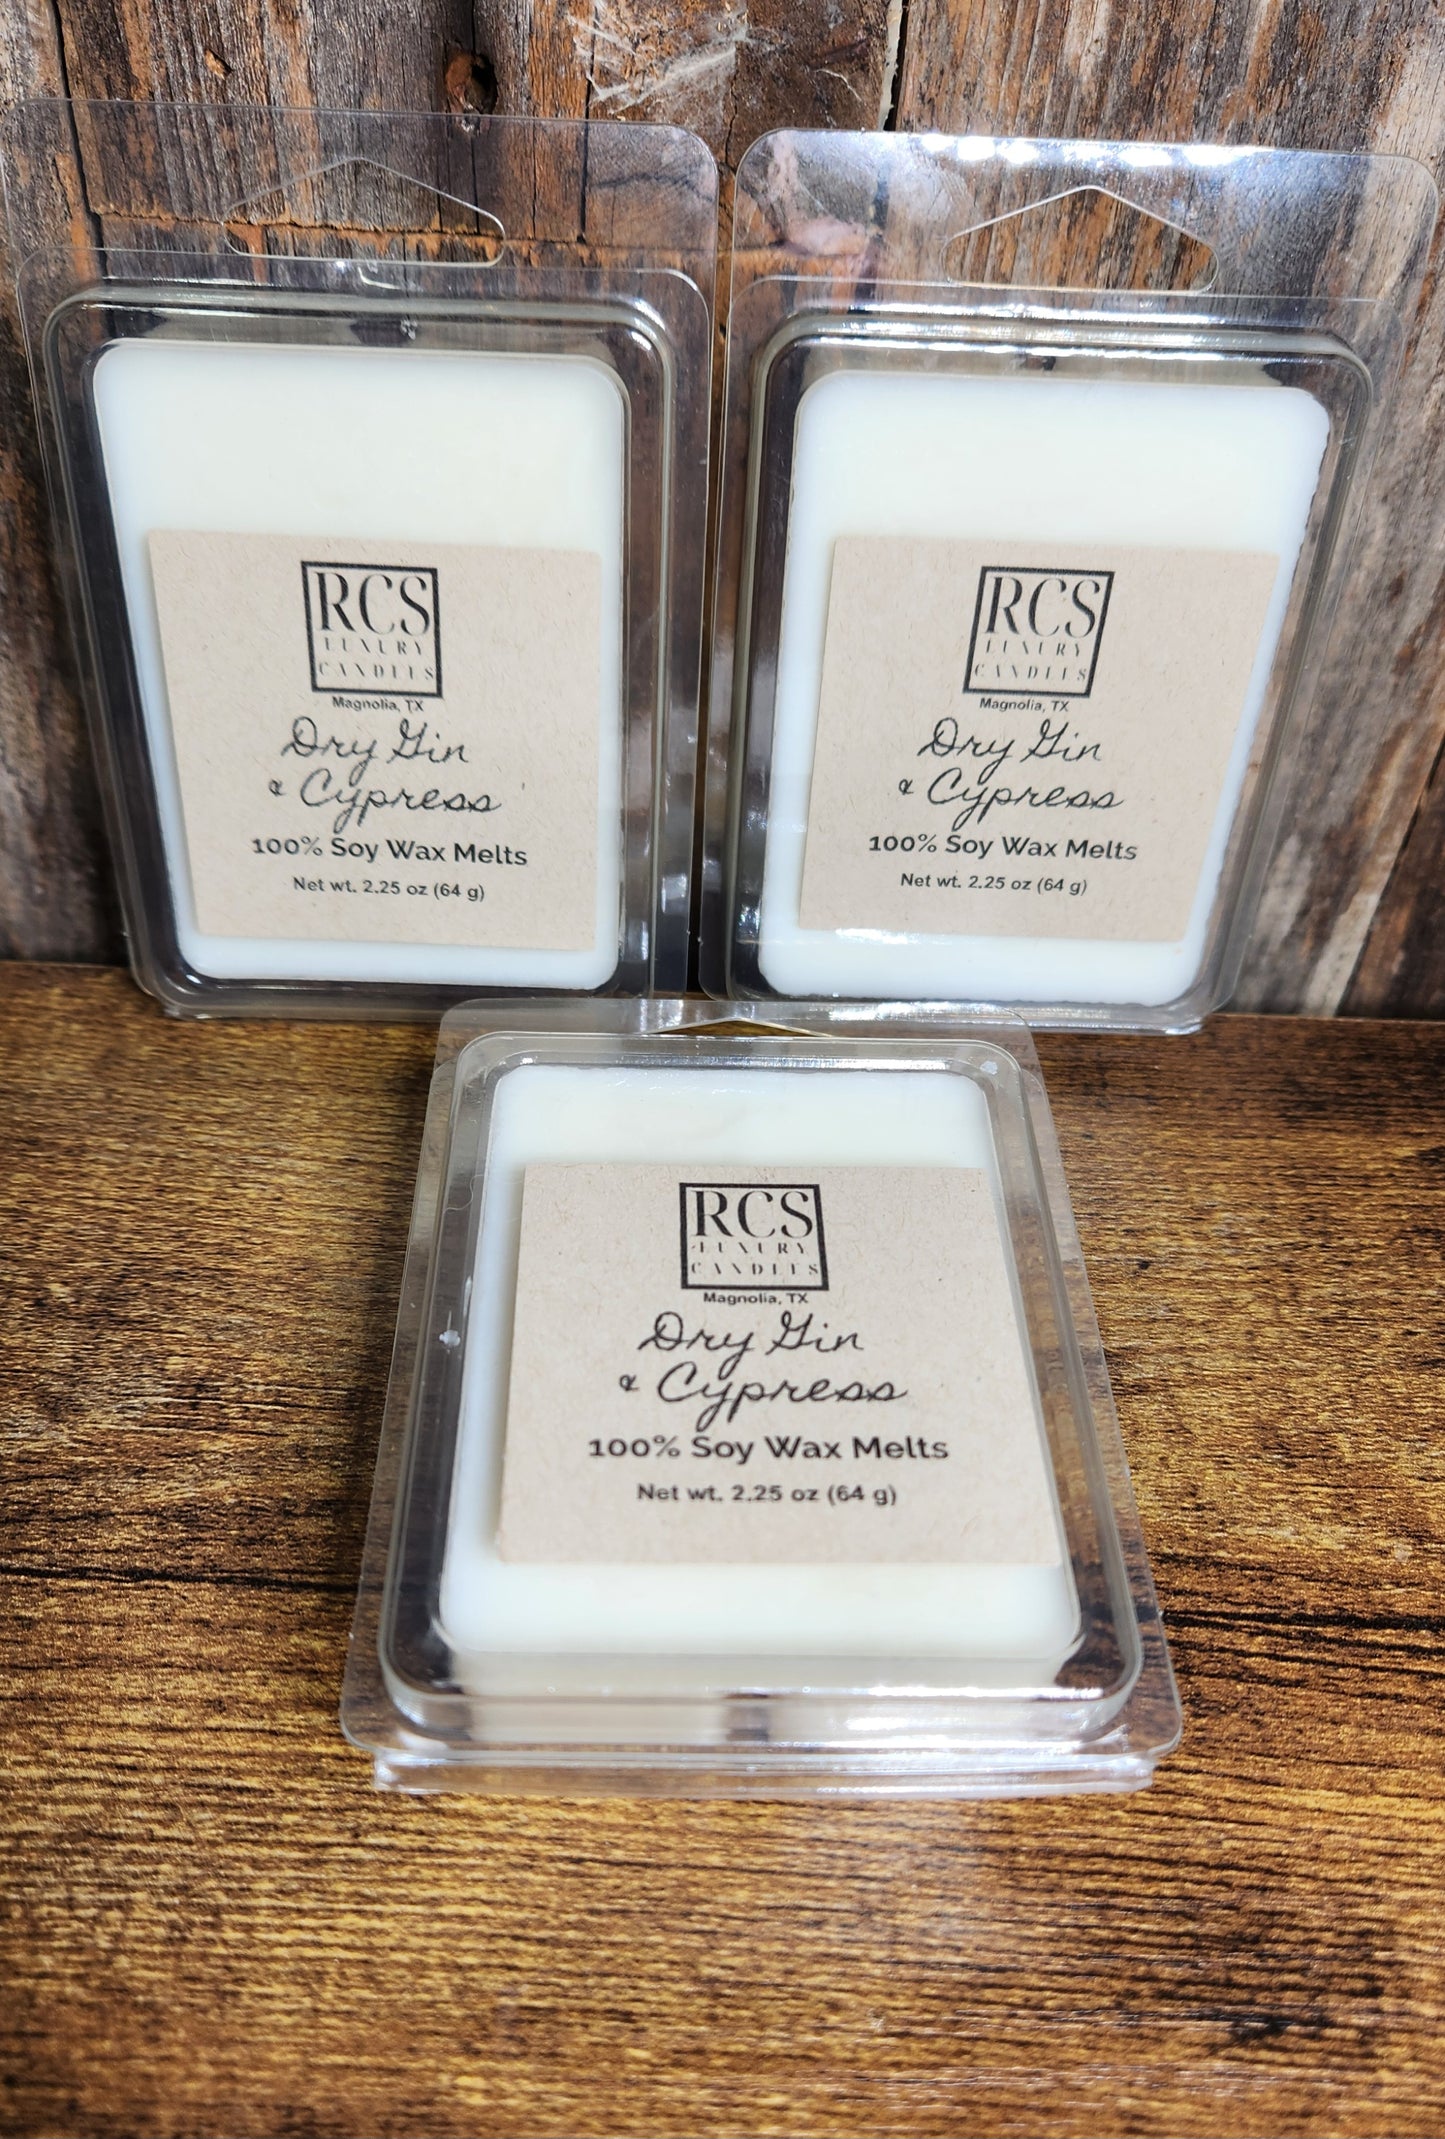 RCS
LUXURY
CANDLES
Magnolia, TX
Dry Gin
& Cypress
100% Soy Wax Melts
Net wt. 2.25 oz (64 g)
RCS
LUXURY
CANDLES
Magnolia, TX
Dry Gin
& Cypress
100% Soy Wax Melts
Net wt. 2.25 oz (64 g)
RCS
LUXURY
CANDLES
Magnolia, TX
Dry Gin
& Cypress
100% Soy Wax Melts
Net wt. 2.25 oz (64 g)